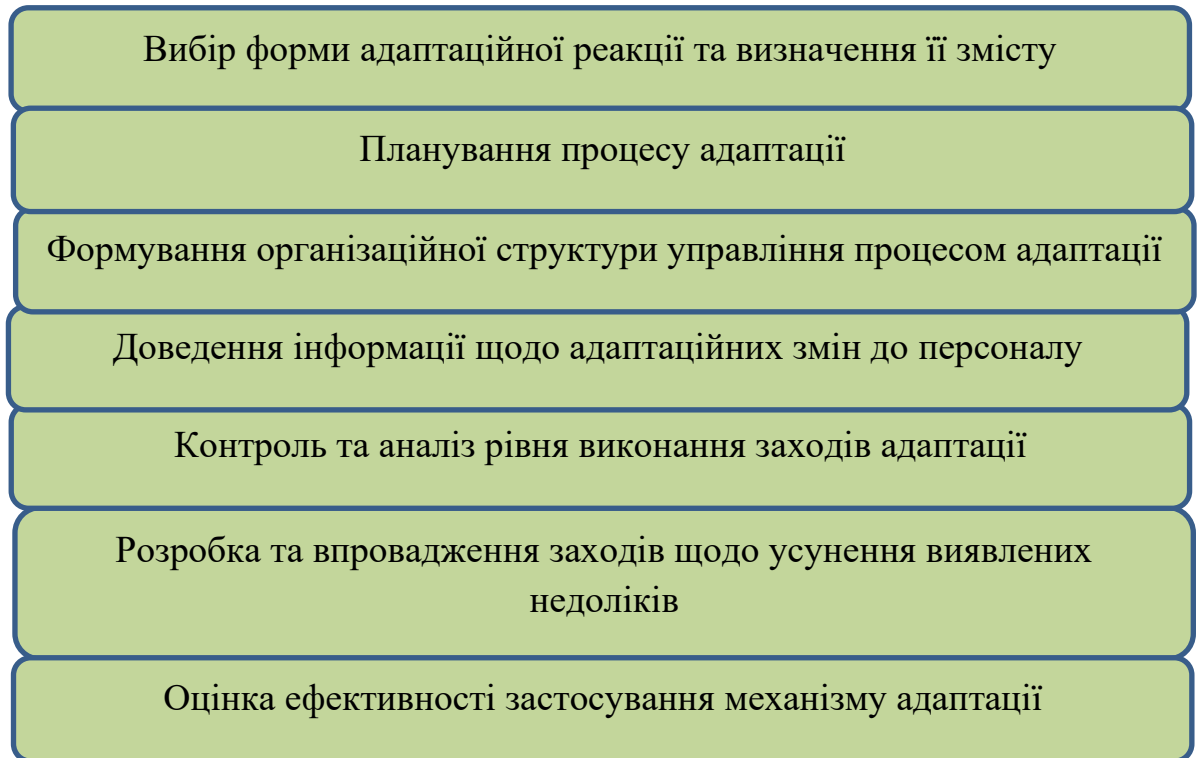 Вибір форми адаптаційної реакції та визначення її змісту
Планування процесу адаптації
Формування організаційної структури управління процесом адаптації
Доведення інформації щодо адаптаційних змін до персоналу
Контроль та аналіз рівня виконання заходів адаптації
Розробка та впровадження заходів щодо усунення виявлених
недоліків
Оцінка ефективності застосування механізму адаптації